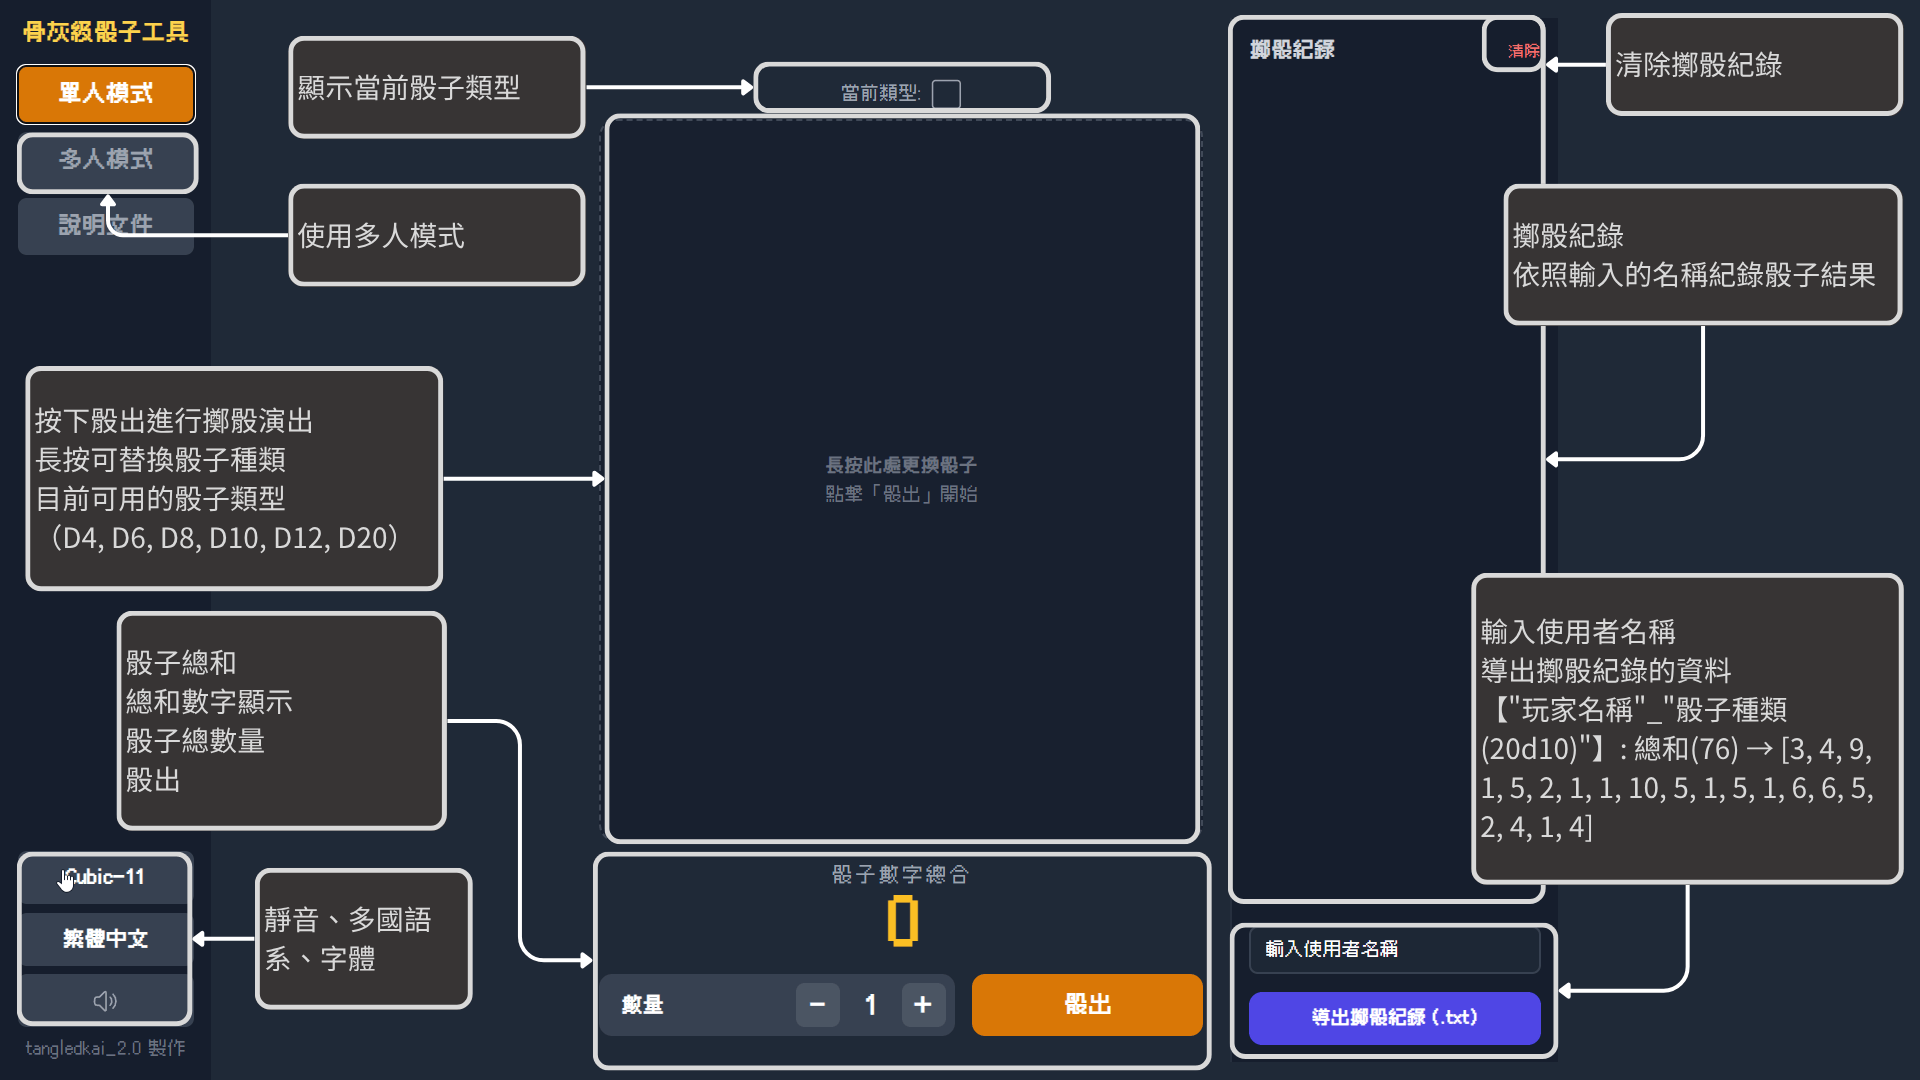 骨灰級骰子工具
單人模式
多人模式
說明文件
顯示當前骰子類型
使用多人模式
按下骰出進行擲骰演出
長按可替換骰子種類
目前可用的骰子類型
（D4, D6, D8, D10, D12, D20）
骰子總和
總和數字顯示
骰子總數量
骰出
靜音、多國語
系、字體
Cubic-11
繁體中文
tangledkai_2.0 製作
當前類型:
長按此處更換骰子
點擊「骰出」開始
骰子數字總合
0
數量
− 1 +
骰出
擲骰紀錄
清除
清除擲骰紀錄
擲骰紀錄
依照輸入的名稱紀錄骰子結果
輸入使用者名稱
導出擲骰紀錄的資料
【"玩家名稱"_"骰子種類
(20d10)"】: 總和(76) → [3, 4, 9,
1, 5, 2, 1, 1, 10, 5, 1, 5, 1, 6, 6, 5,
2, 4, 1, 4]
輸入使用者名稱
導出擲骰紀錄 (.txt)